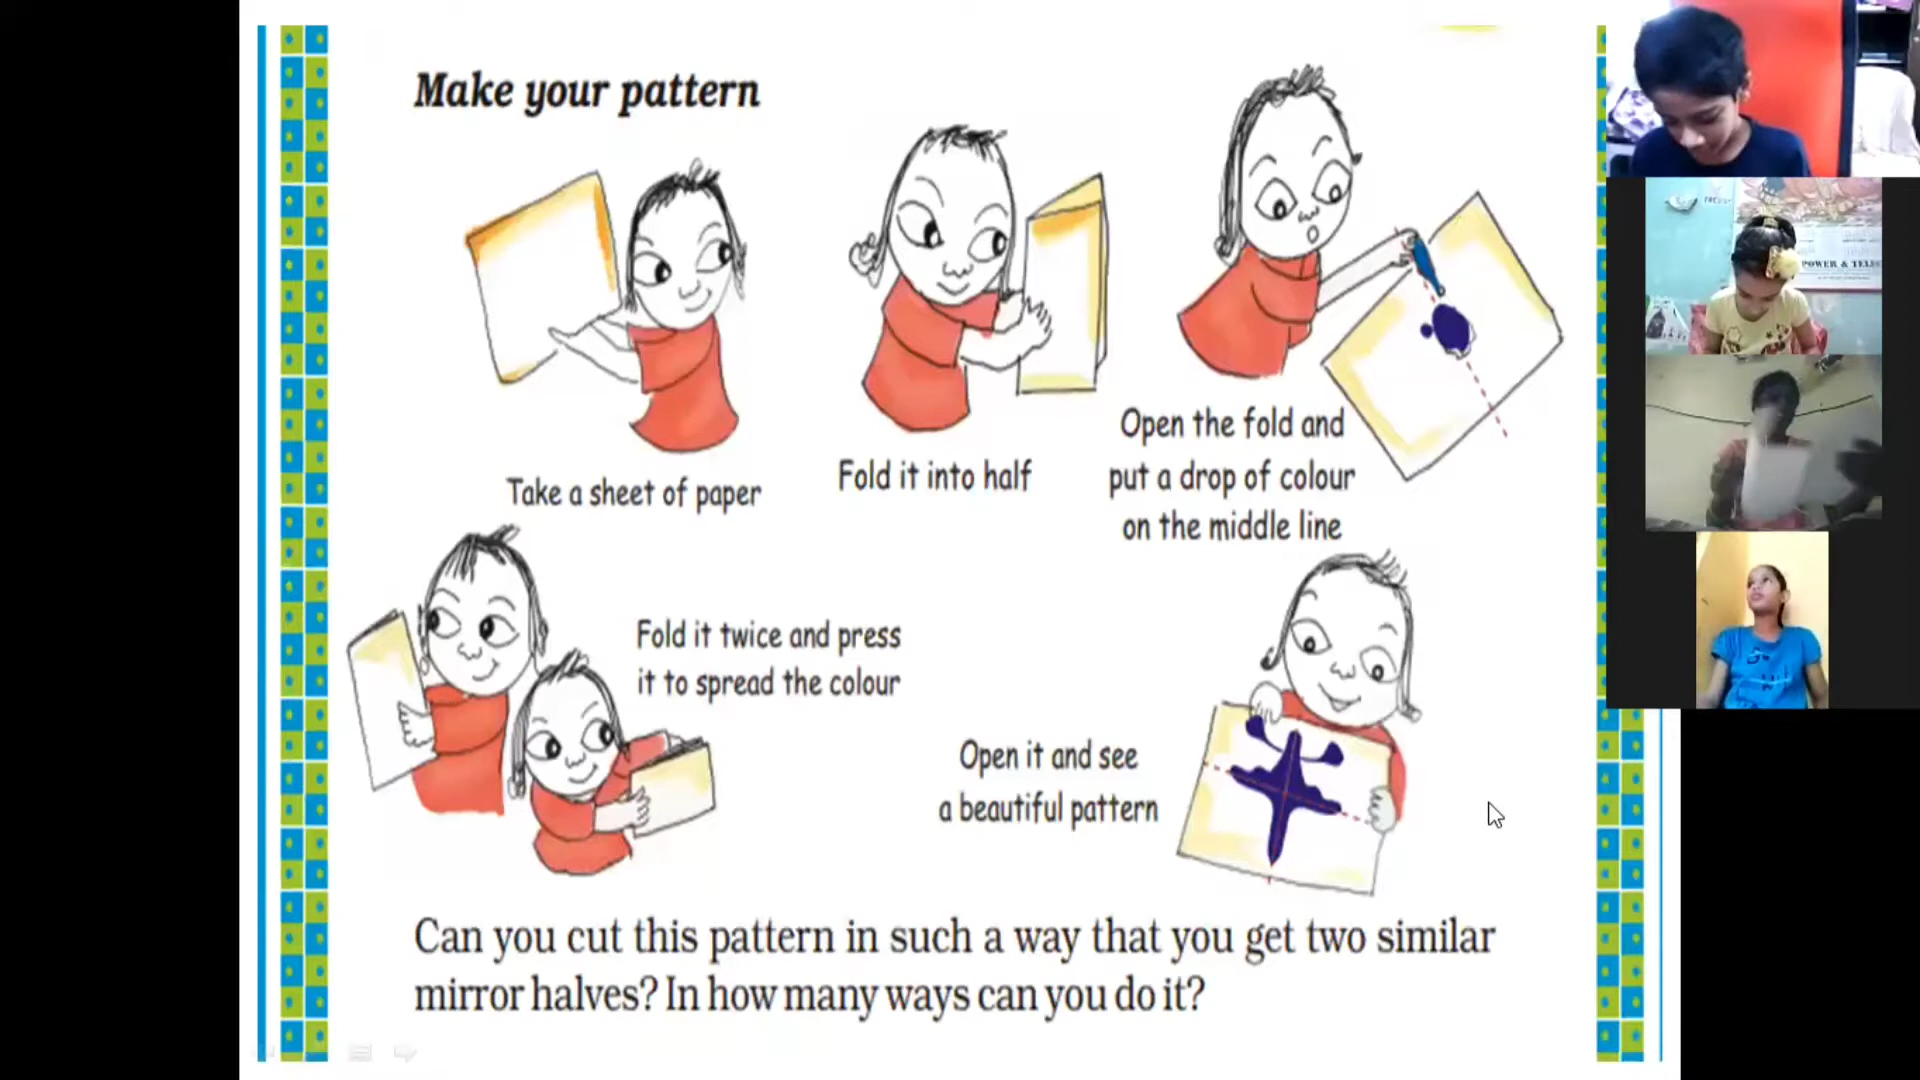 Make your pattern
Take a sheet of paper
Fold it into half
Open the fold and
put a drop of colour
on the middle line
Fold it twice and press
it to spread the colour
Open it and see
a beautiful pattern
Can you cut this pattern in such a way that you get two similar
mirror halves? In how many ways can you do it?
POWER & TELE